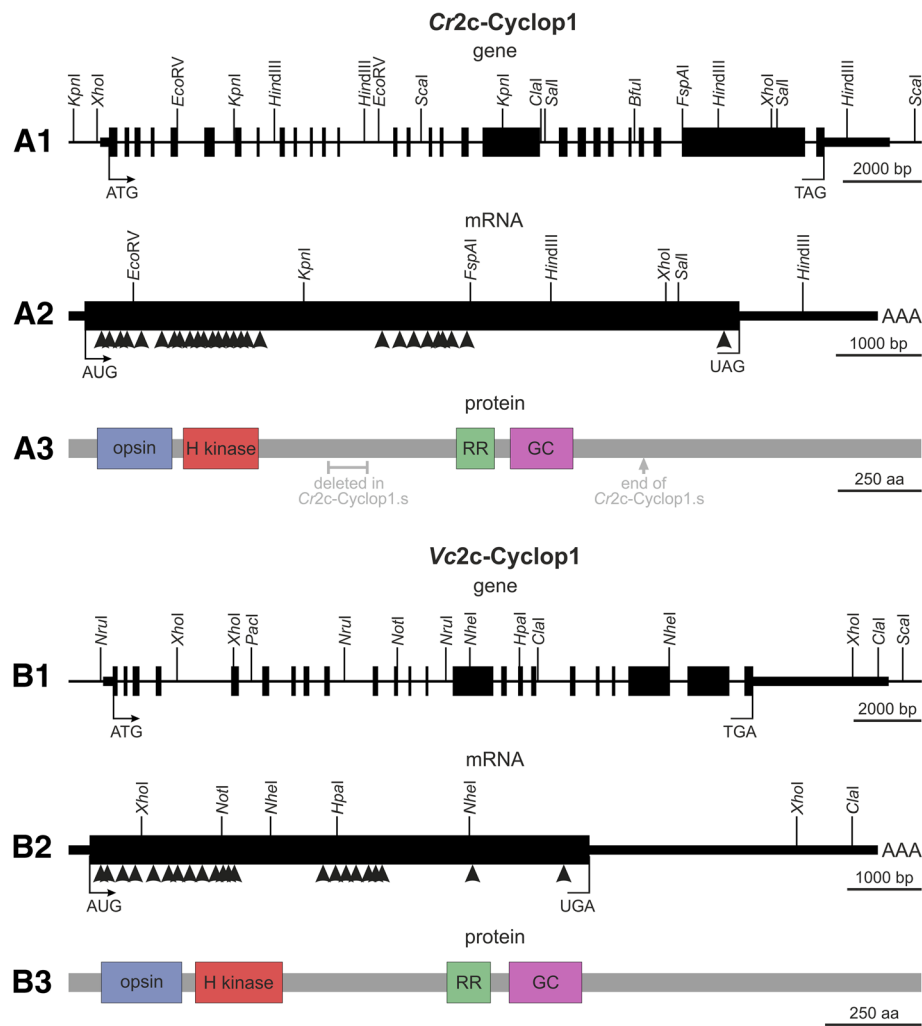 Cr2c-Cyclop1
gene
KpnI XhoI EcoRV KpnI HindIII HindIII EcoRV ScaI KpnI ClaI SalI BfuI FspAI HindIII XhoI SalI HindIII ScaI
A1
ATG TAG 2000 bp
mRNA
EcoRV KpnI FspAI HindIII XhoI SalI HindIII
A2 AAA
AUG UAG 1000 bp
protein
A3 opsin H kinase RR GC
deleted in
Cr2c-Cyclop1.s
end of
Cr2c-Cyclop1.s
250 aa
Vc2c-Cyclop1
gene
NruI XhoI XhoI PacI NruI NotI NruI NheI HpaI ClaI NheI XhoI ClaI ScaI
B1
ATG TGA 2000 bp
mRNA
XhoI NotI NheI HpaI NheI XhoI ClaI
B2 AAA
AUG UGA 1000 bp
protein
B3 opsin H kinase RR GC
250 aa